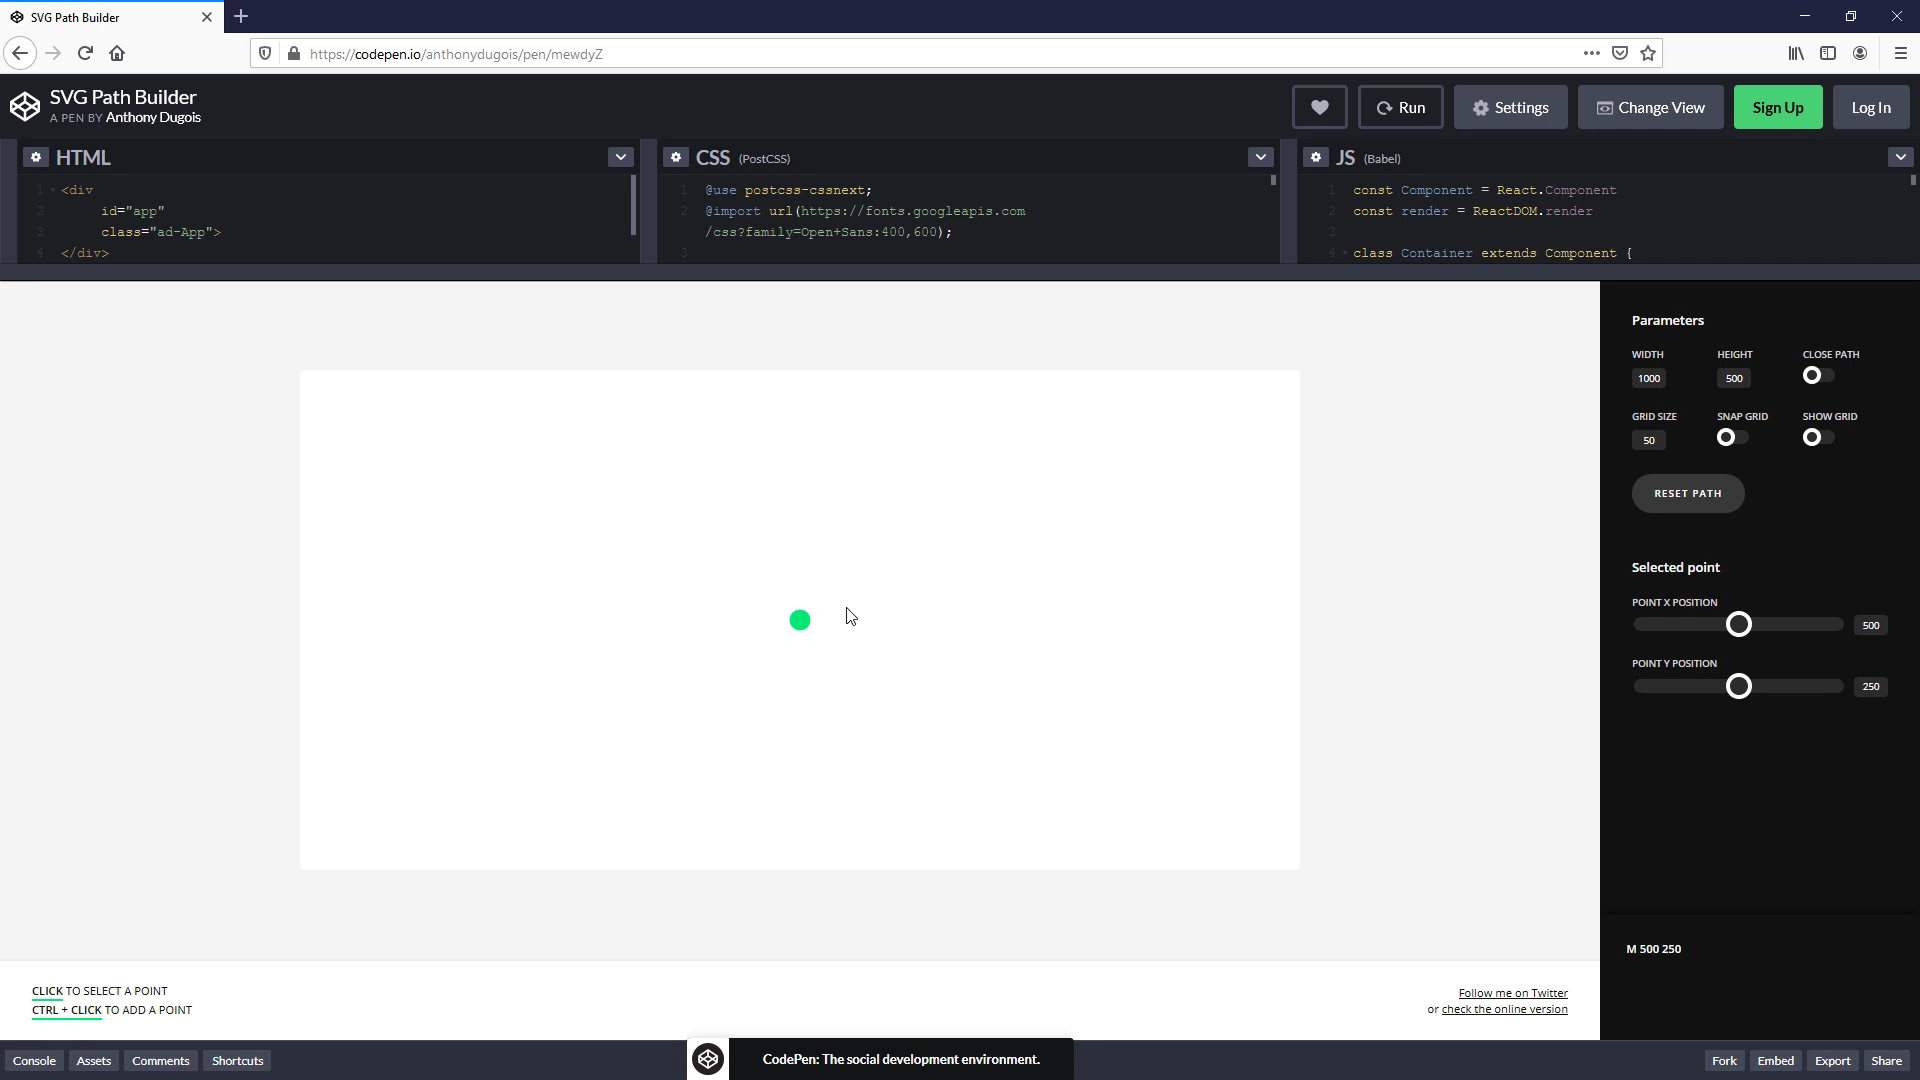 SVG Path Builder
https://codepen.io/anthonydugois/pen/mewdyZ
SVG Path Builder
A PEN BY Anthony Dugois
Run
Settings
Change View
Sign Up
Log In
HTML
CSS (PostCSS)
JS (Babel)
1 <div
2 id="app"
3 class="ad-App">
4 </div>
1 @use postcss-cssnext;
2 @import url(https://fonts.googleapis.com
/css?family=Open+Sans:400,600);
3
1 const Component = React.Component
2 const render = ReactDOM.render
3
4 class Container extends Component {
Parameters
WIDTH HEIGHT CLOSE PATH
1000 500
GRID SIZE SNAP GRID SHOW GRID
50
RESET PATH
Selected point
POINT X POSITION
500
POINT Y POSITION
250
M 500 250
CLICK TO SELECT A POINT
CTRL + CLICK TO ADD A POINT
Follow me on Twitter
or check the online version
Console Assets Comments Shortcuts
CodePen: The social development environment.
Fork Embed Export Share